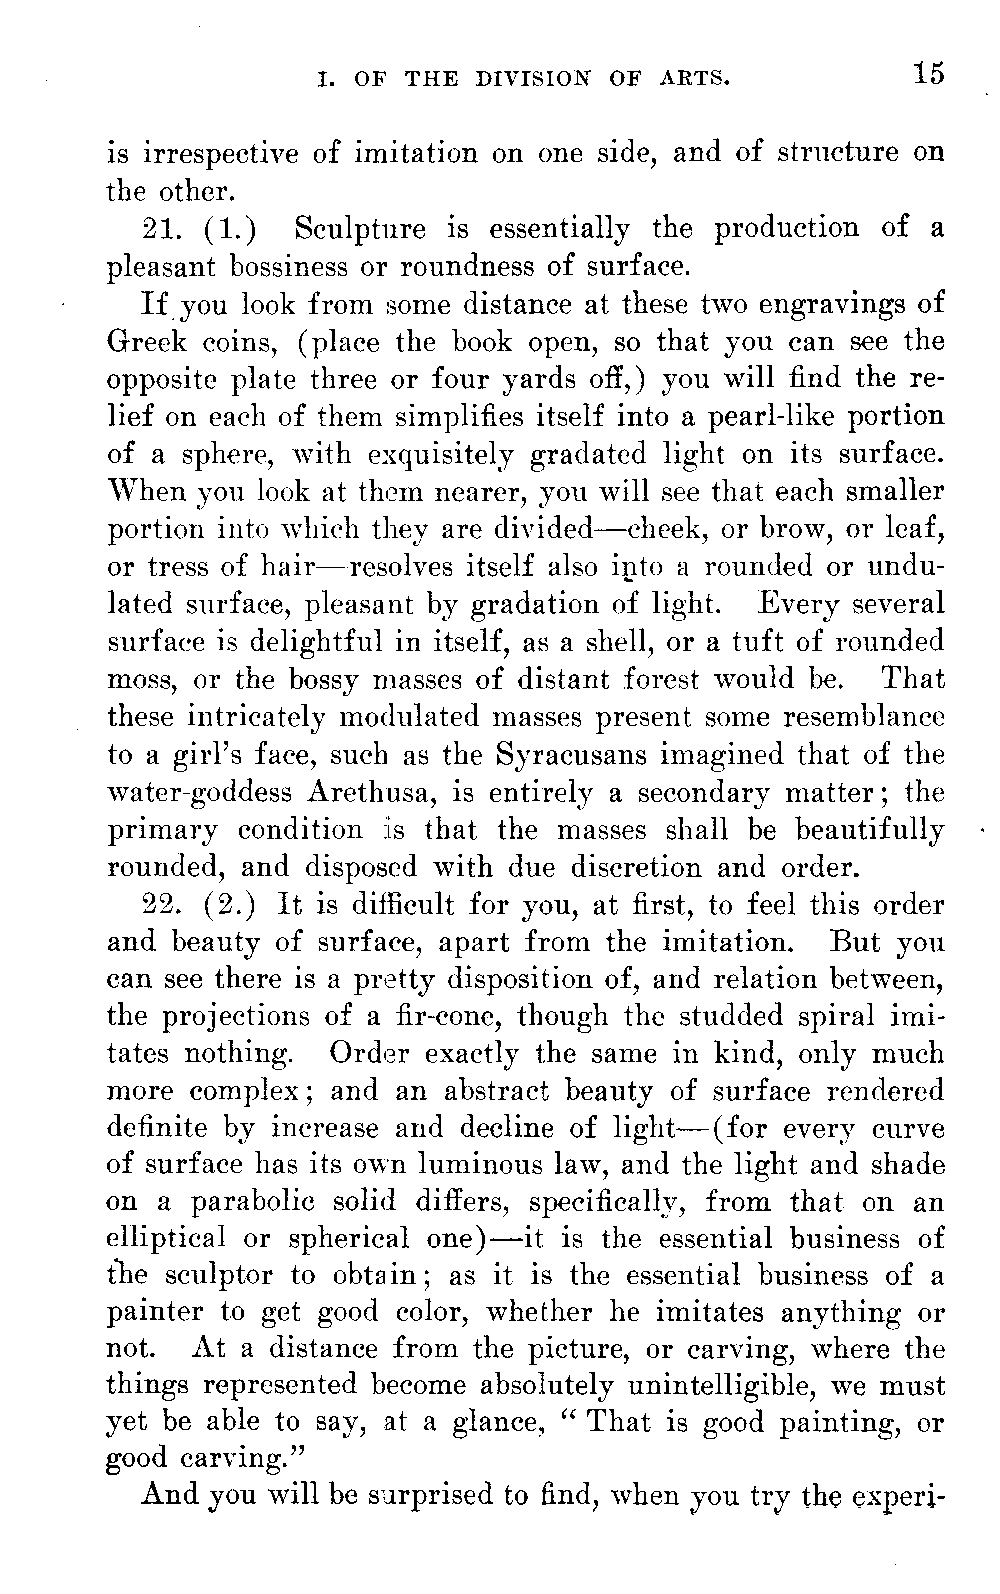 I. OF THE DIVISION OF ARTS. 15
is irrespective of imitation on one side, and of structure on
the other.
21. (1.) Sculpture is essentially the production of a
pleasant bossiness or roundness of surface.
If you look from some distance at these two engravings of
Greek coins, (place the book open, so that you can see the
opposite plate three or four yards off,) you will find the re-
lief on each of them simplifies itself into a pearl-like portion
of a sphere, with exquisitely gradated light on its surface.
When you look at them nearer, you will see that each smaller
portion into which they are divided—cheek, or brow, or leaf,
or tress of hair—resolves itself also into a rounded or undu-
lated surface, pleasant by gradation of light. Every several
surface is delightful in itself, as a shell, or a tuft of rounded
moss, or the bossy masses of distant forest would be. That
these intricately modulated masses present some resemblance
to a girl's face, such as the Syracusans imagined that of the
water-goddess Arethusa, is entirely a secondary matter; the
primary condition is that the masses shall be beautifully
rounded, and disposed with due discretion and order.
22. (2.) It is difficult for you, at first, to feel this order
and beauty of surface, apart from the imitation. But you
can see there is a pretty disposition of, and relation between,
the projections of a fir-cone, though the studded spiral imi-
tates nothing. Order exactly the same in kind, only much
more complex; and an abstract beauty of surface rendered
definite by increase and decline of light—(for every curve
of surface has its own luminous law, and the light and shade
on a parabolic solid differs, specifically, from that on an
elliptical or spherical one)—it is the essential business of
the sculptor to obtain; as it is the essential business of a
painter to get good color, whether he imitates anything or
not. At a distance from the picture, or carving, where the
things represented become absolutely unintelligible, we must
yet be able to say, at a glance, "That is good painting, or
good carving."
And you will be surprised to find, when you try the experi-